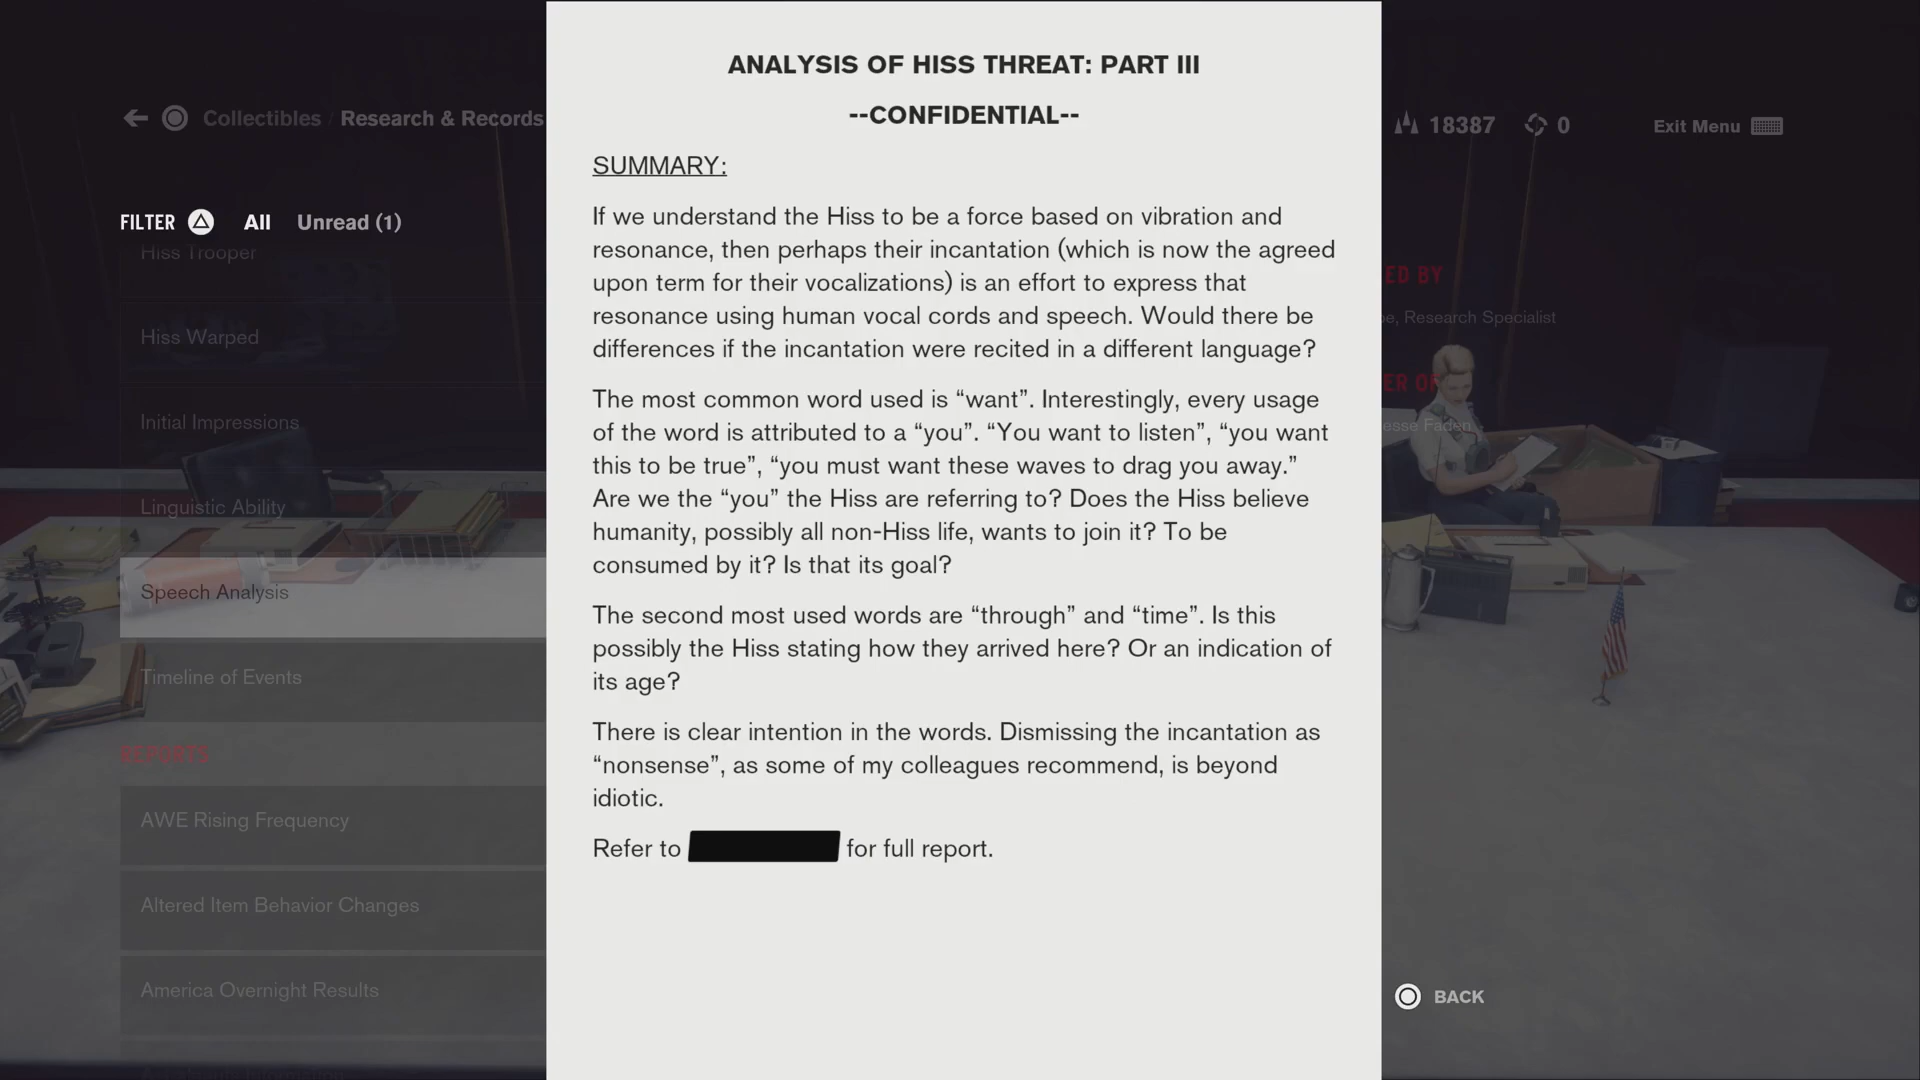 ANALYSIS OF HISS THREAT: PART III
--CONFIDENTIAL--
SUMMARY:
If we understand the Hiss to be a force based on vibration and
resonance, then perhaps their incantation (which is now the agreed
upon term for their vocalizations) is an effort to express that
resonance using human vocal cords and speech. Would there be
differences if the incantation were recited in a different language?
The most common word used is “want”. Interestingly, every usage
of the word is attributed to a “you”. “You want to listen”, “you want
this to be true”, “you must want these waves to drag you away.”
Are we the “you” the Hiss are referring to? Does the Hiss believe
humanity, possibly all non-Hiss life, wants to join it? To be
consumed by it? Is that its goal?
The second most used words are “through” and “time”. Is this
possibly the Hiss stating how they arrived here? Or an indication of
its age?
There is clear intention in the words. Dismissing the incantation as
“nonsense”, as some of my colleagues recommend, is beyond
idiotic.
Refer to for full report.
Collectibles / Research & Records
FILTER All Unread (1)
Hiss Trooper
Hiss Warped
Initial Impressions
Linguistic Ability
Speech Analysis
Timeline of Events
REPORTS
AWE Rising Frequency
Altered Item Behavior Changes
America Overnight Results
18387 0 Exit Menu
ED BY
, Research Specialist
ER OF
esse Faden
BACK